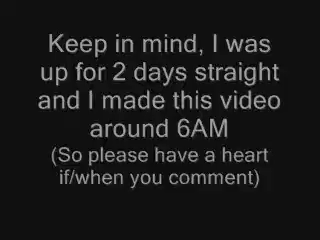 Keep in mind, I was
up for 2 days straight
and I made this video
around 6AM
(So please have a heart
if/when you comment)